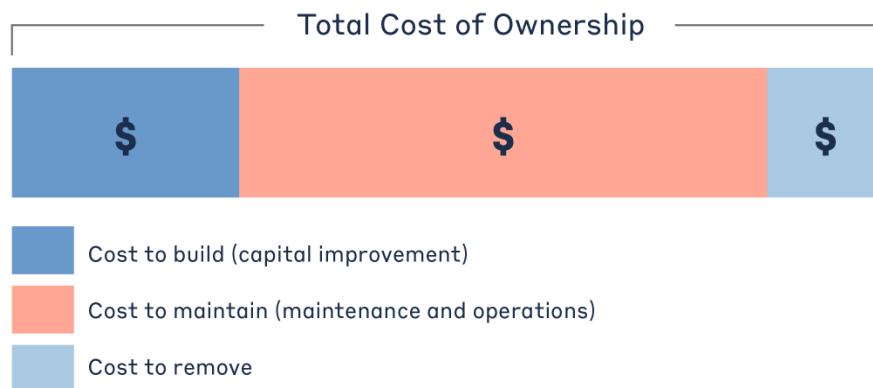 Total Cost of Ownership
$ $ $
Cost to build (capital improvement)
Cost to maintain (maintenance and operations)
Cost to remove